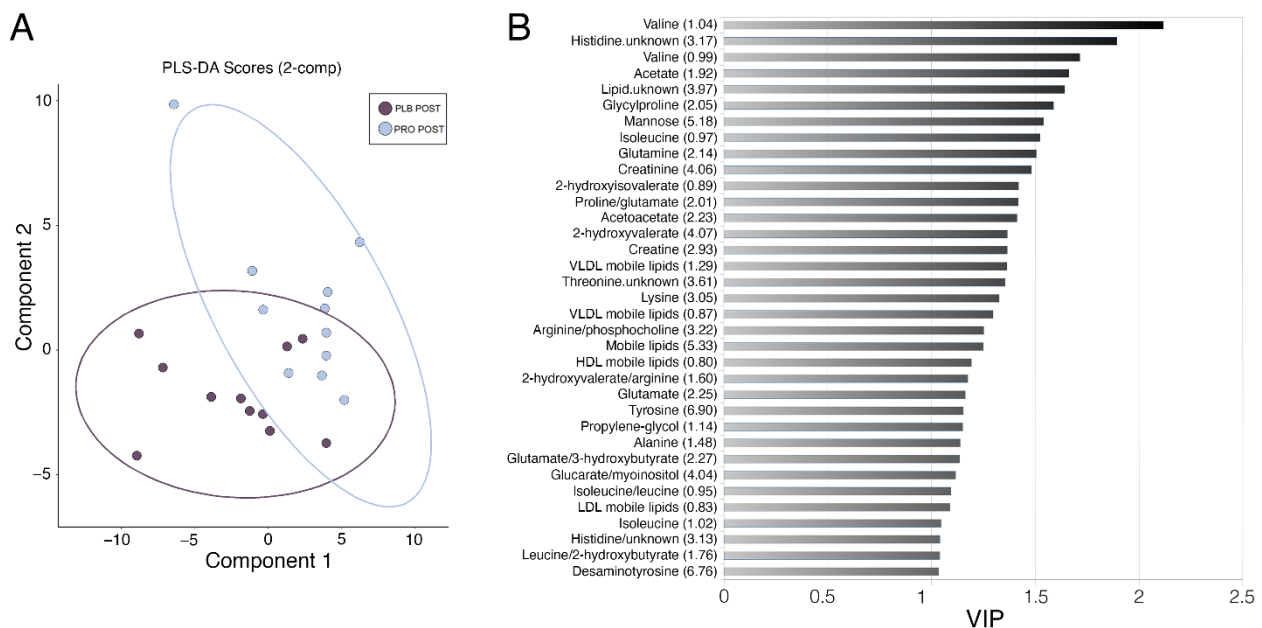 A
PLS-DA Scores (2-comp)
PLB POST
PRO POST
Component 2
10
5
0
−5
−10
−5
0
5
10
Component 1
B
Valine (1.04)
Histidine.unknown (3.17)
Valine (0.99)
Acetate (1.92)
Lipid.uknown (3.97)
Glycylproline (2.05)
Mannose (5.18)
Isoleucine (0.97)
Glutamine (2.14)
Creatinine (4.06)
2-hydroxyisovalerate (0.89)
Proline/glutamate (2.01)
Acetoacetate (2.23)
2-hydroxyvalerate (4.07)
Creatine (2.93)
VLDL mobile lipids (1.29)
Threonine.unknown (3.61)
Lysine (3.05)
VLDL mobile lipids (0.87)
Arginine/phosphocholine (3.22)
Mobile lipids (5.33)
HDL mobile lipids (0.80)
2-hydroxyvalerate/arginine (1.60)
Glutamate (2.25)
Tyrosine (6.90)
Propylene-glycol (1.14)
Alanine (1.48)
Glutamate/3-hydroxybutyrate (2.27)
Glucarate/myoinositol (4.04)
Isoleucine/leucine (0.95)
LDL mobile lipids (0.83)
Isoleucine (1.02)
Histidine/unknown (3.13)
Leucine/2-hydroxybutyrate (1.76)
Desaminotyrosine (6.76)
0 0.5 1 1.5 2 2.5
VIP